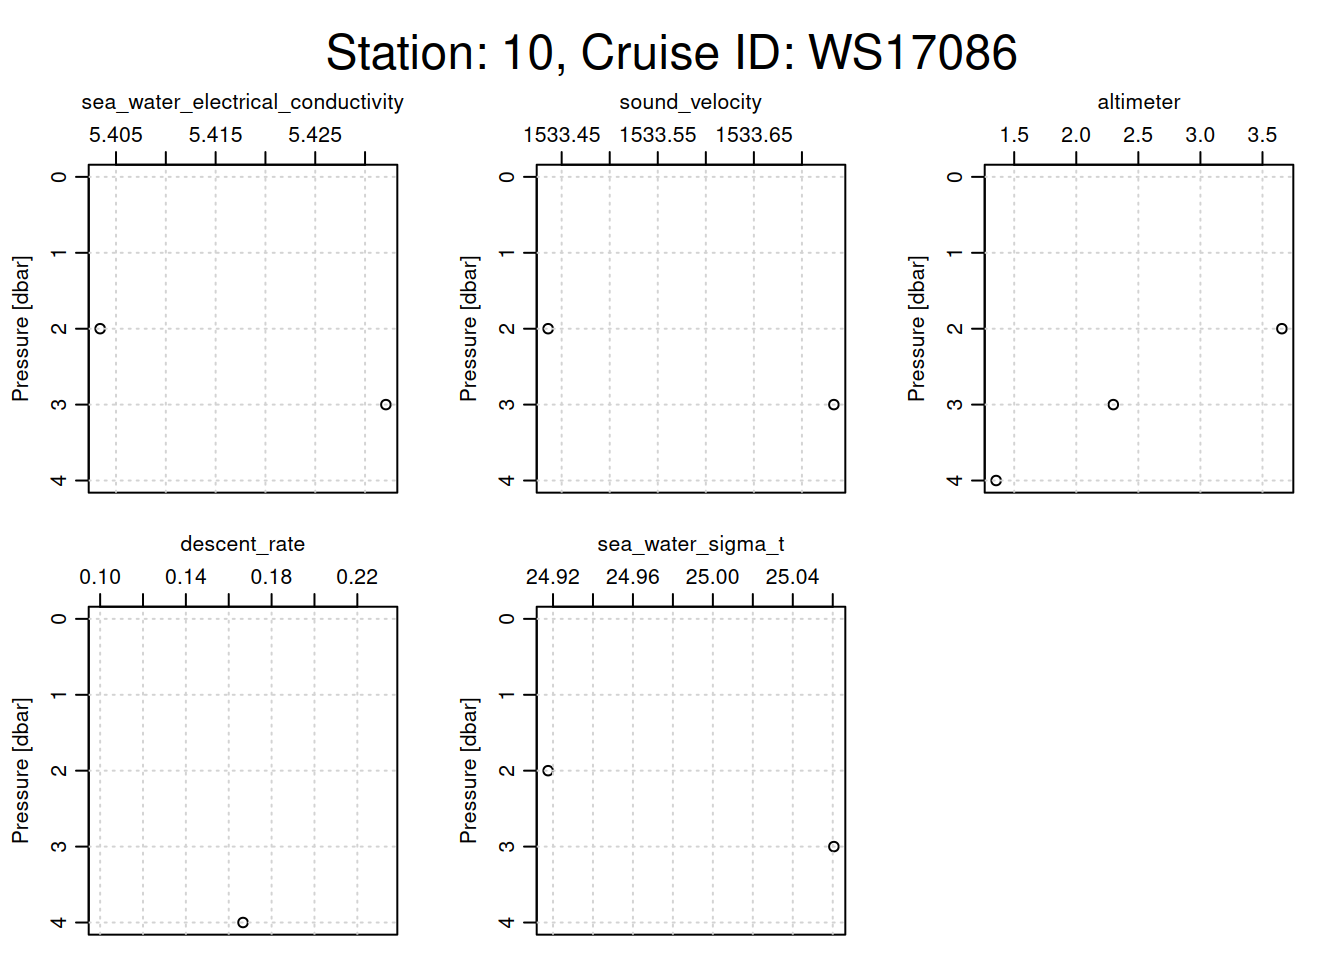 Station: 10, Cruise ID: WS17086
sea_water_electrical_conductivity
5.405 5.415 5.425
0
1
2
3
4
Pressure [dbar]
sound_velocity
1533.45 1533.55 1533.65
0
1
2
3
4
Pressure [dbar]
altimeter
1.5 2.0 2.5 3.0 3.5
0
1
2
3
4
Pressure [dbar]
descent_rate
0.10 0.14 0.18 0.22
0
1
2
3
4
Pressure [dbar]
sea_water_sigma_t
24.92 24.96 25.00 25.04
0
1
2
3
4
Pressure [dbar]